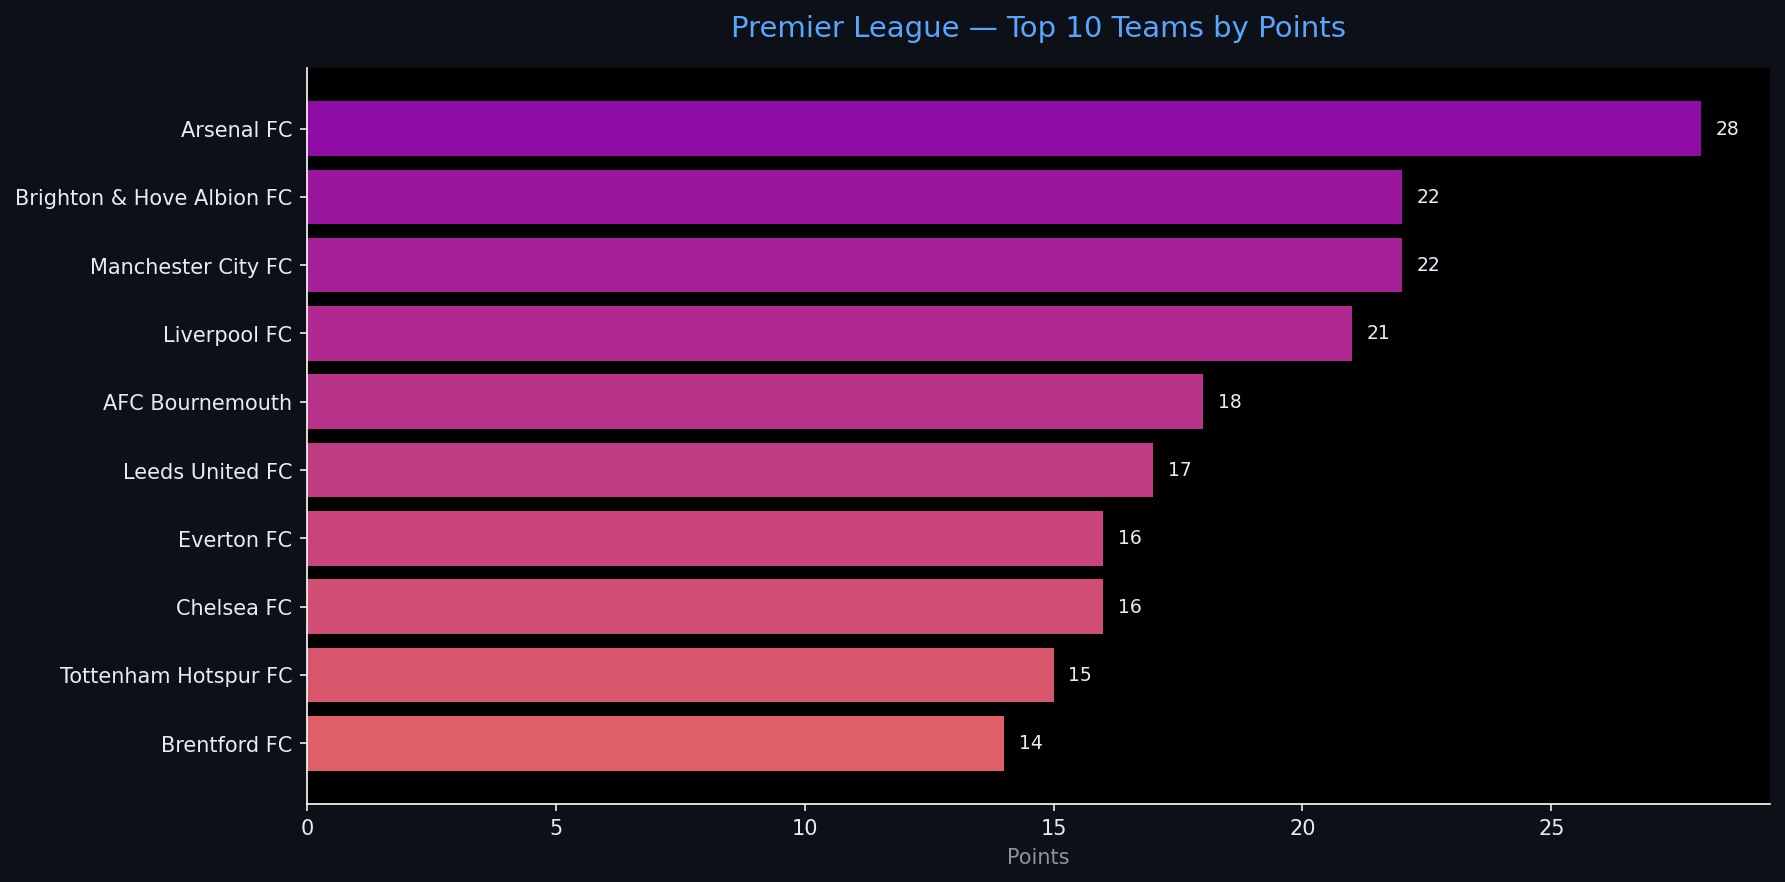 Premier League — Top 10 Teams by Points
Arsenal FC 28
Brighton & Hove Albion FC 22
Manchester City FC 22
Liverpool FC 21
AFC Bournemouth 18
Leeds United FC 17
Everton FC 16
Chelsea FC 16
Tottenham Hotspur FC 15
Brentford FC 14
0 5 10 15 20 25
Points